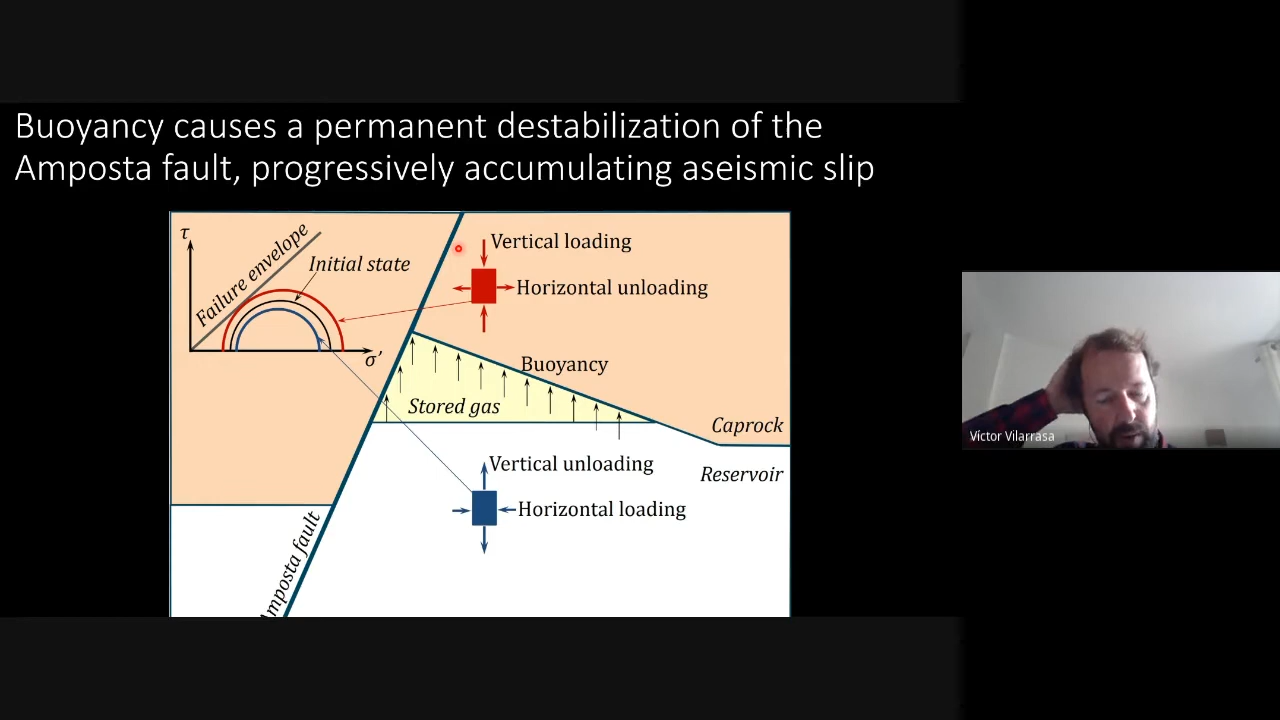 Buoyancy causes a permanent destabilization of the
Amposta fault, progressively accumulating aseismic slip
τ
Failure envelope
Initial state
σ'
Vertical loading
Horizontal unloading
Buoyancy
Stored gas
Caprock
Reservoir
Vertical unloading
Horizontal loading
Amposta fault
Víctor Vilarrasa